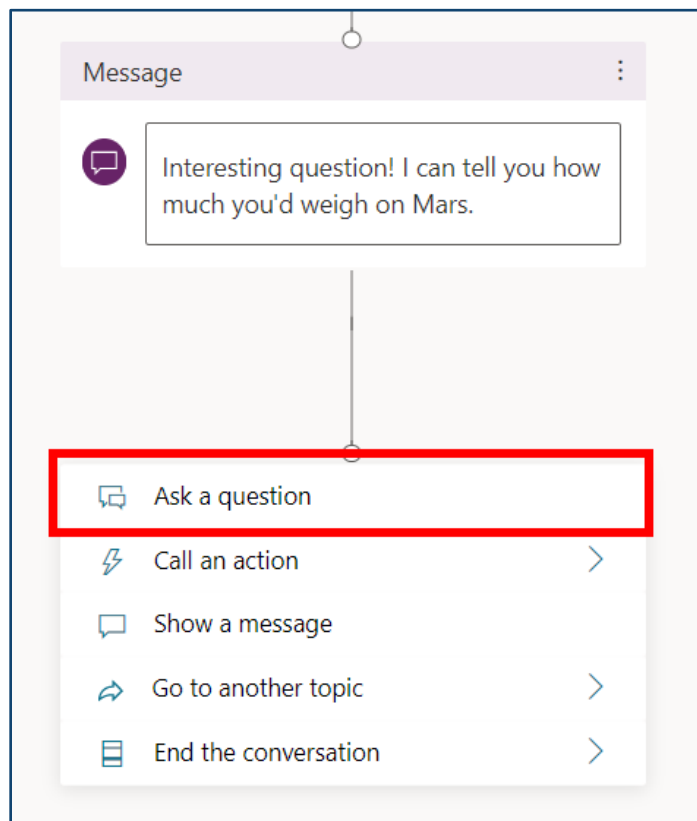 Message
Interesting question! I can tell you how
much you'd weigh on Mars.
Ask a question
Call an action
Show a message
Go to another topic
End the conversation